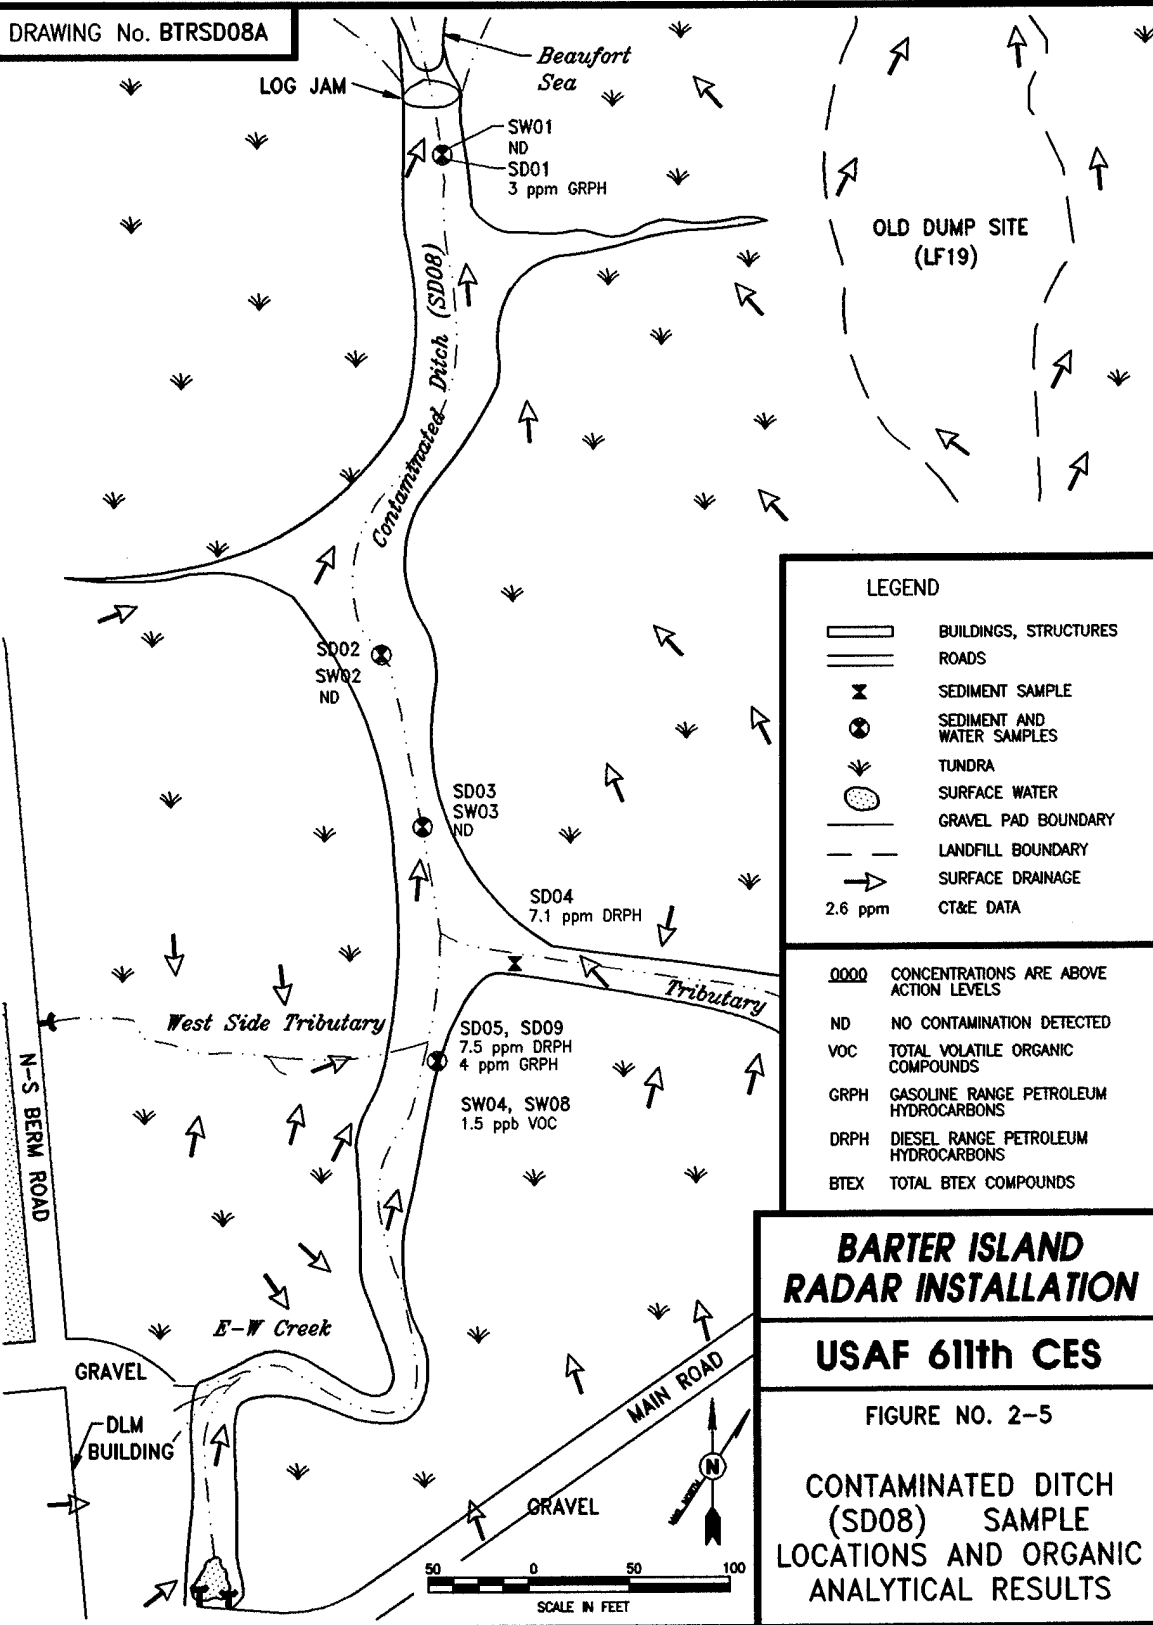 DRAWING No. BTRSD08A
Beaufort
Sea
LOG JAM
SW01
ND
SD01
3 ppm GRPH
OLD DUMP SITE
(LF19)
Contaminated Ditch (SD08)
SD02
SW02
ND
SD03
SW03
ND
SD04
7.1 ppm DRPH
Tributary
West Side Tributary
SD05, SD09
7.5 ppm DRPH
4 ppm GRPH
SW04, SW08
1.5 ppb VOC
N-S BERM ROAD
E-W Creek
GRAVEL
DLM
BUILDING
MAIN ROAD
GRAVEL
N
50 0 50 100
SCALE IN FEET
LEGEND
BUILDINGS, STRUCTURES
ROADS
SEDIMENT SAMPLE
SEDIMENT AND
WATER SAMPLES
TUNDRA
SURFACE WATER
GRAVEL PAD BOUNDARY
LANDFILL BOUNDARY
SURFACE DRAINAGE
2.6 ppm CT&E DATA
0000 CONCENTRATIONS ARE ABOVE
ACTION LEVELS
ND NO CONTAMINATION DETECTED
VOC TOTAL VOLATILE ORGANIC
COMPOUNDS
GRPH GASOLINE RANGE PETROLEUM
HYDROCARBONS
DRPH DIESEL RANGE PETROLEUM
HYDROCARBONS
BTEX TOTAL BTEX COMPOUNDS
BARTER ISLAND
RADAR INSTALLATION
USAF 611th CES
FIGURE NO. 2-5
CONTAMINATED DITCH
(SD08) SAMPLE
LOCATIONS AND ORGANIC
ANALYTICAL RESULTS